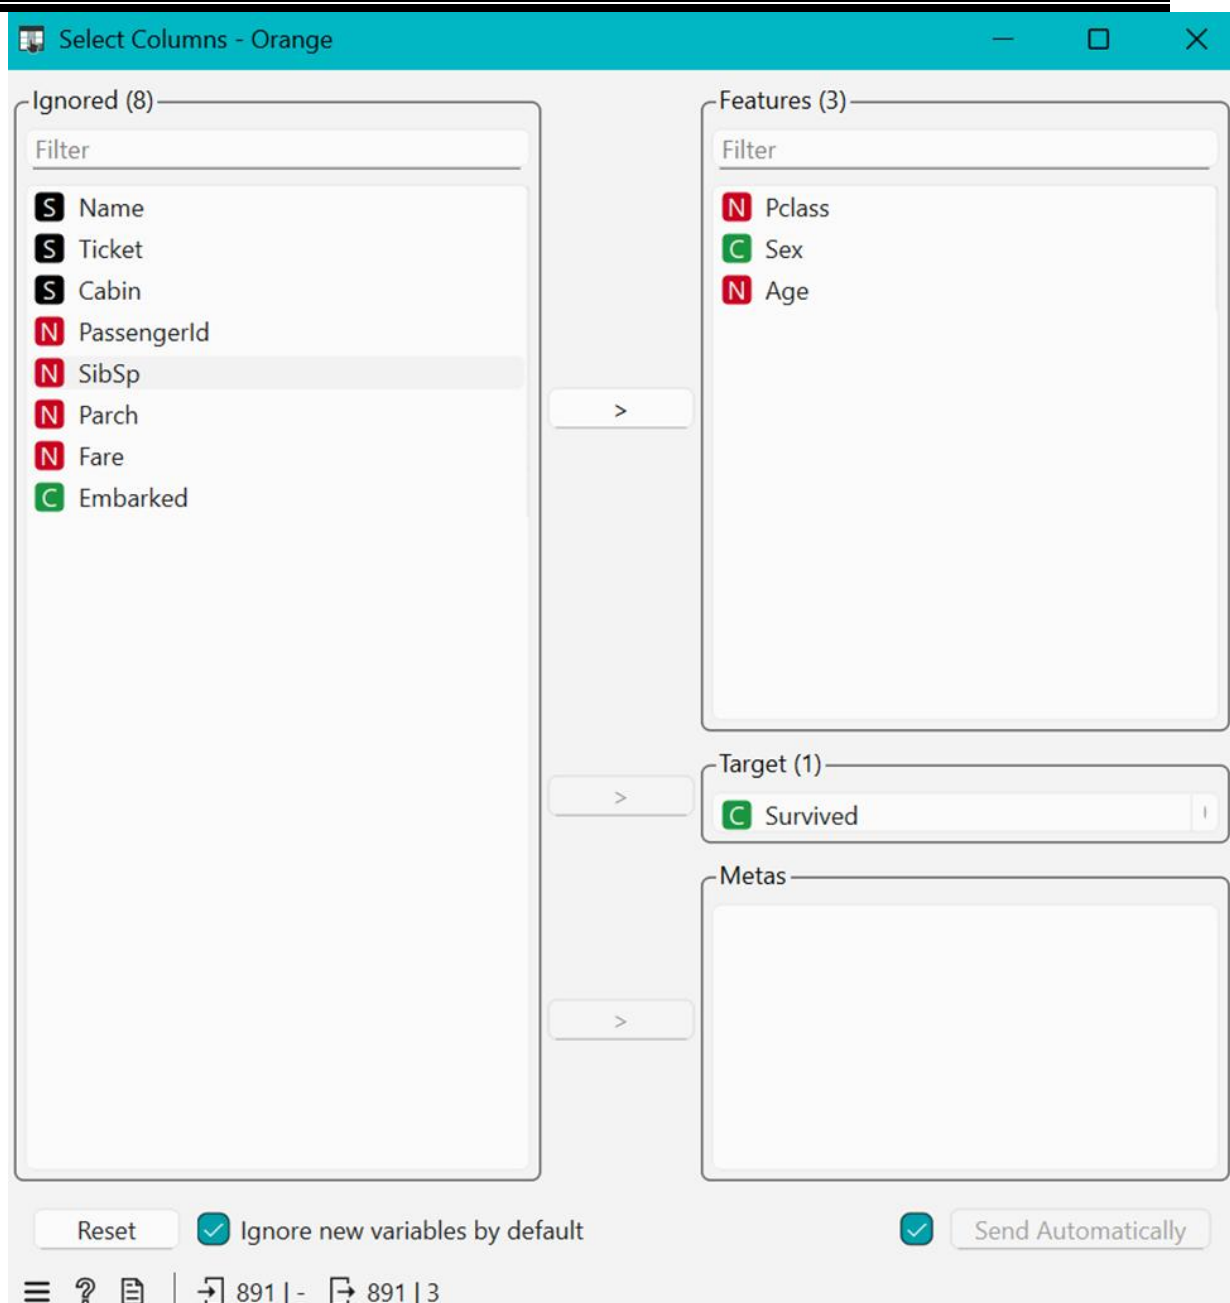 Select Columns - Orange
Ignored (8)
Filter
S Name
S Ticket
S Cabin
N PassengerId
N SibSp
N Parch
N Fare
C Embarked
>
>
>
Features (3)
Filter
N Pclass
C Sex
N Age
Target (1)
C Survived
Metas
Reset
Ignore new variables by default
Send Automatically
? 891 | - 891 | 3